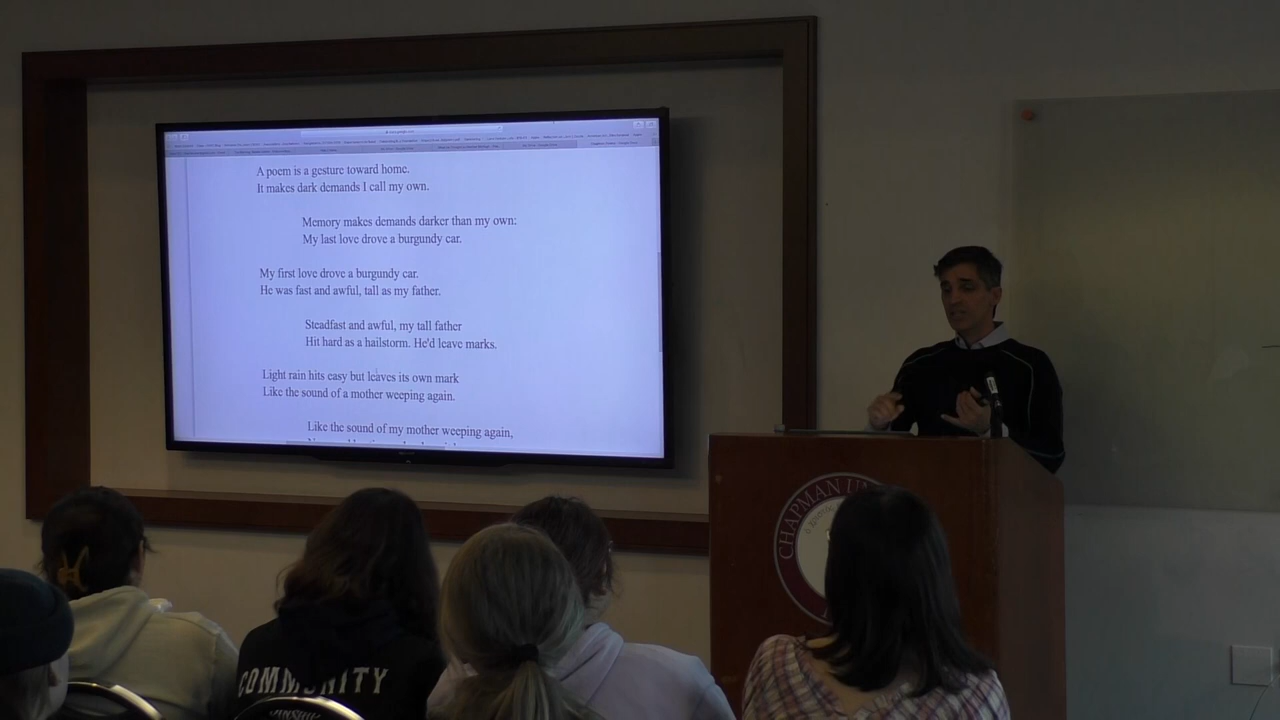 A poem is a gesture toward home.
It makes dark demands I call my own.
Memory makes demands darker than my own:
My last love drove a burgundy car.
My first love drove a burgundy car.
He was fast and awful, tall as my father.
Steadfast and awful, my tall father
Hit hard as a hailstorm. He'd leave marks.
Light rain hits easy but leaves its own mark
Like the sound of a mother weeping again.
Like the sound of my mother weeping again,
CHAPMAN UN
COMMUNITY